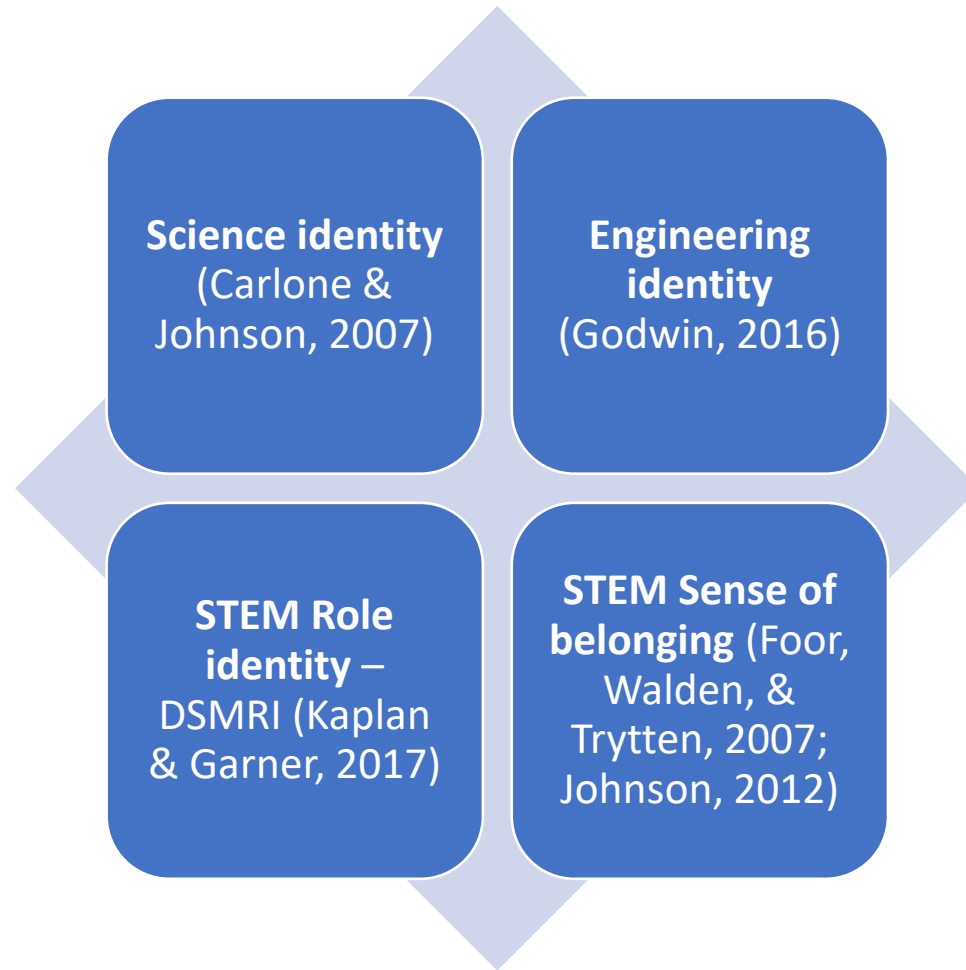 Science identity
(Carlone &
Johnson, 2007)
Engineering
identity
(Godwin, 2016)
STEM Role
identity –
DSMRI (Kaplan
& Garner, 2017)
STEM Sense of
belonging (Foor,
Walden, &
Trytten, 2007;
Johnson, 2012)